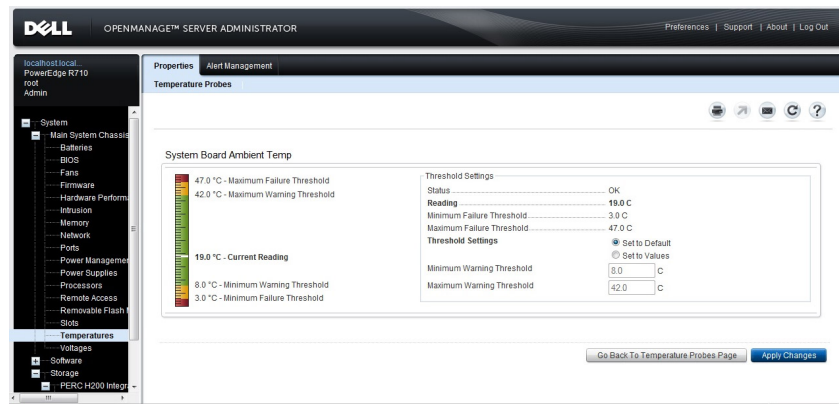 DELL
OPENMANAGE™ SERVER ADMINISTRATOR
Preferences | Support | About | Log Out
localhost.local...
PowerEdge R710
root
Admin
Properties
Alert Management
Temperature Probes
System
Main System Chassis
Batteries
BIOS
Fans
Firmware
Hardware Performa
Intrusion
Memory
Network
Ports
Power Managemen
Power Supplies
Processors
Remote Access
Removable Flash M
Slots
Temperatures
Voltages
Software
Storage
PERC H200 Integra
System Board Ambient Temp
47.0 °C - Maximum Failure Threshold
42.0 °C - Maximum Warning Threshold
19.0 °C - Current Reading
8.0 °C - Minimum Warning Threshold
3.0 °C - Minimum Failure Threshold
Threshold Settings
Status OK
Reading 19.0 C
Minimum Failure Threshold 3.0 C
Maximum Failure Threshold 47.0 C
Threshold Settings Set to Default
Set to Values
Minimum Warning Threshold 8.0 C
Maximum Warning Threshold 42.0 C
Go Back To Temperature Probes Page
Apply Changes